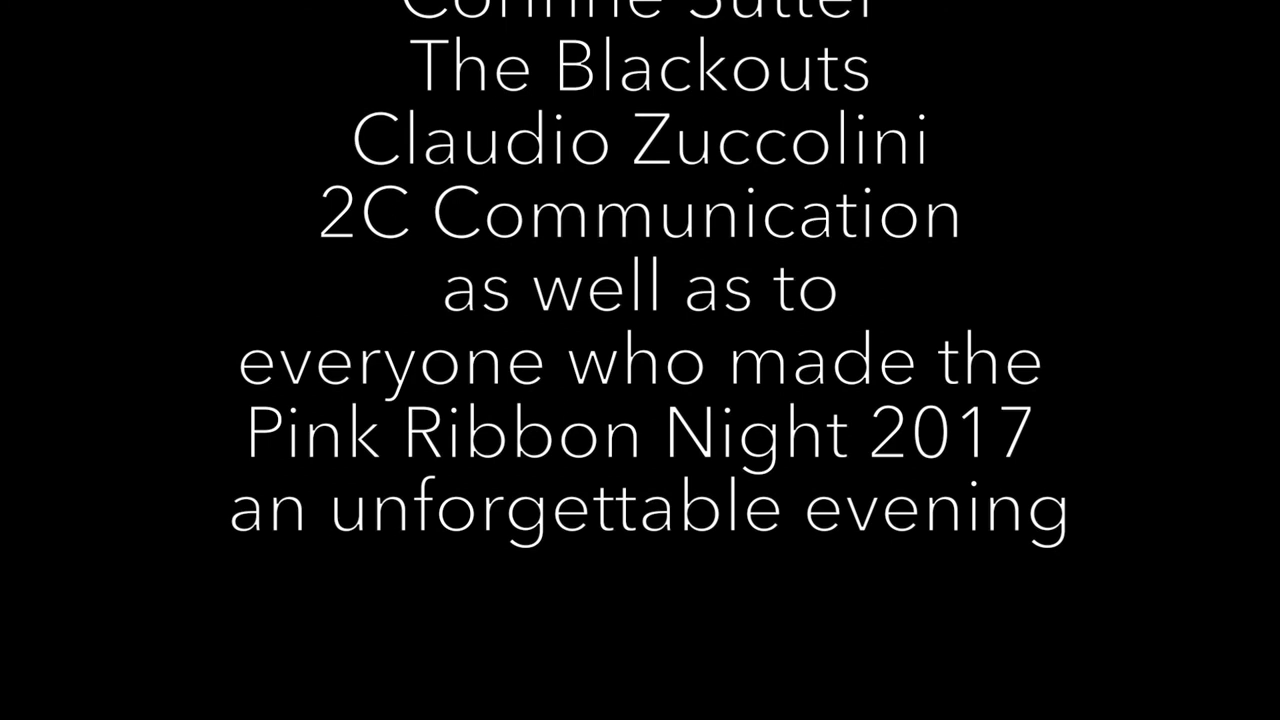 The Blackouts
Claudio Zuccolini
2C Communication
as well as to
everyone who made the
Pink Ribbon Night 2017
an unforgettable evening